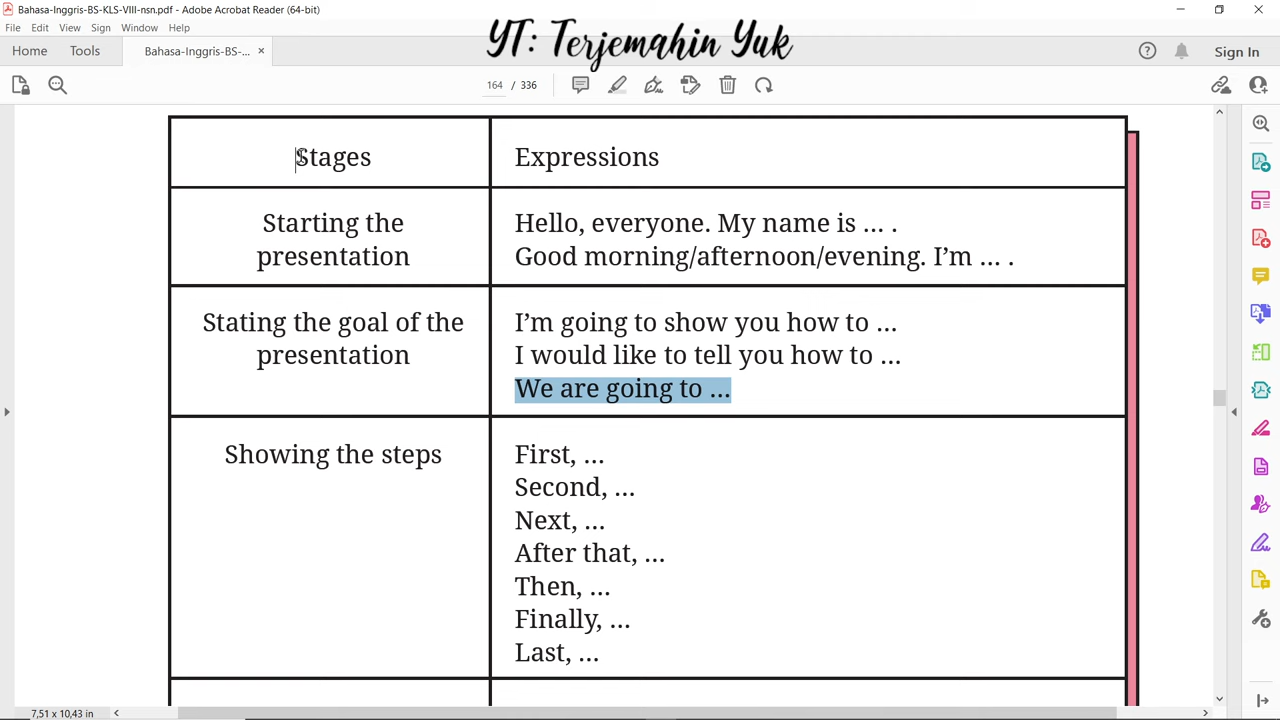 Bahasa-Inggris-BS-KLS-VIII-nsn.pdf - Adobe Acrobat Reader (64-bit)
File Edit View Sign Window Help
YT: Terjemahin Yuk
Home Tools Bahasa-Inggris-BS-... × Sign In
164 / 336
Stages Expressions
Starting the
presentation
Hello, everyone. My name is ... .
Good morning/afternoon/evening. I’m ... .
Stating the goal of the
presentation
I’m going to show you how to ...
I would like to tell you how to ...
We are going to ...
Showing the steps
First, ...
Second, ...
Next, ...
After that, ...
Then, ...
Finally, ...
Last, ...
7,51 x 10,43 in